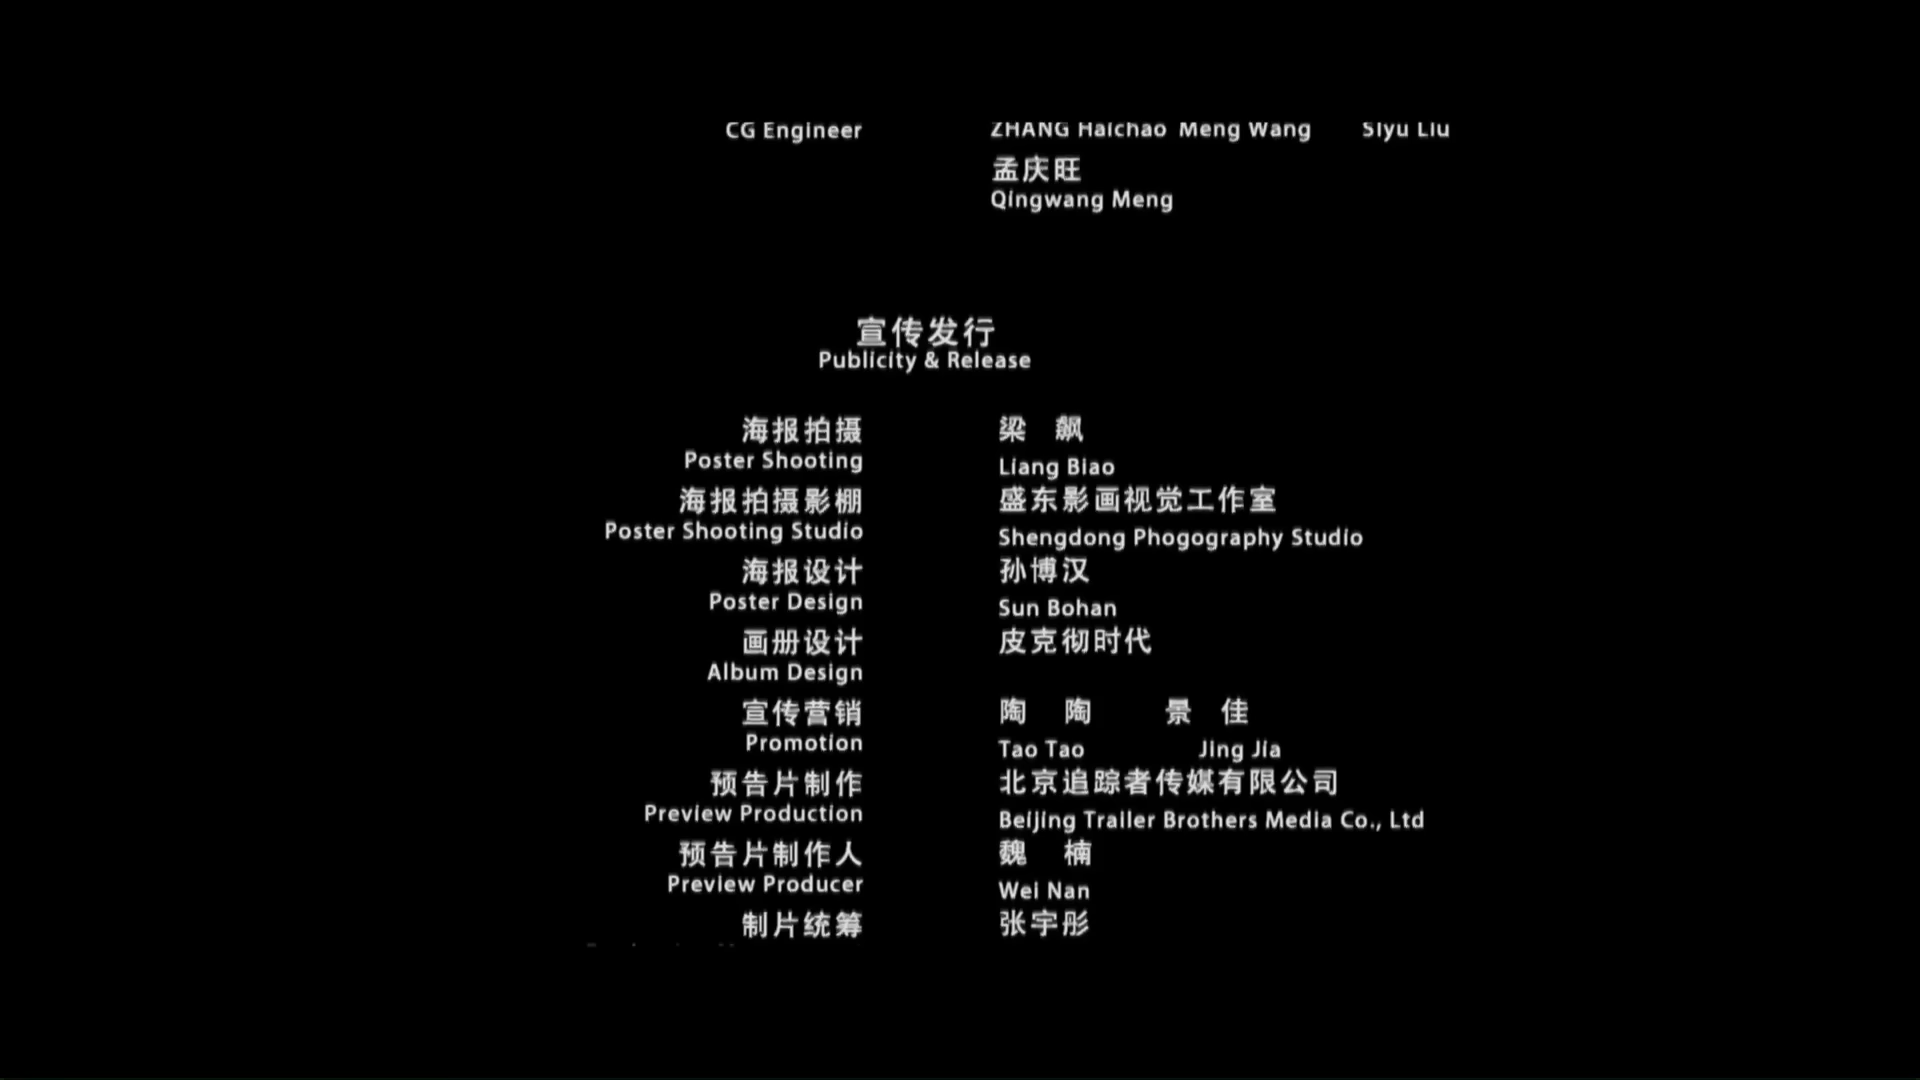 CG Engineer ZHANG Haichao Meng Wang Siyu Liu
孟庆旺
Qingwang Meng
宣传发行
Publicity & Release
海报拍摄 梁 飙
Poster Shooting Liang Biao
海报拍摄影棚 盛东影画视觉工作室
Poster Shooting Studio Shengdong Phogography Studio
海报设计 孙博汉
Poster Design Sun Bohan
画册设计 皮克彻时代
Album Design
宣传营销 陶 陶 景 佳
Promotion Tao Tao Jing Jia
预告片制作 北京追踪者传媒有限公司
Preview Production Beijing Trailer Brothers Media Co., Ltd
预告片制作人 魏 楠
Preview Producer Wei Nan
制片统筹 张宇彤